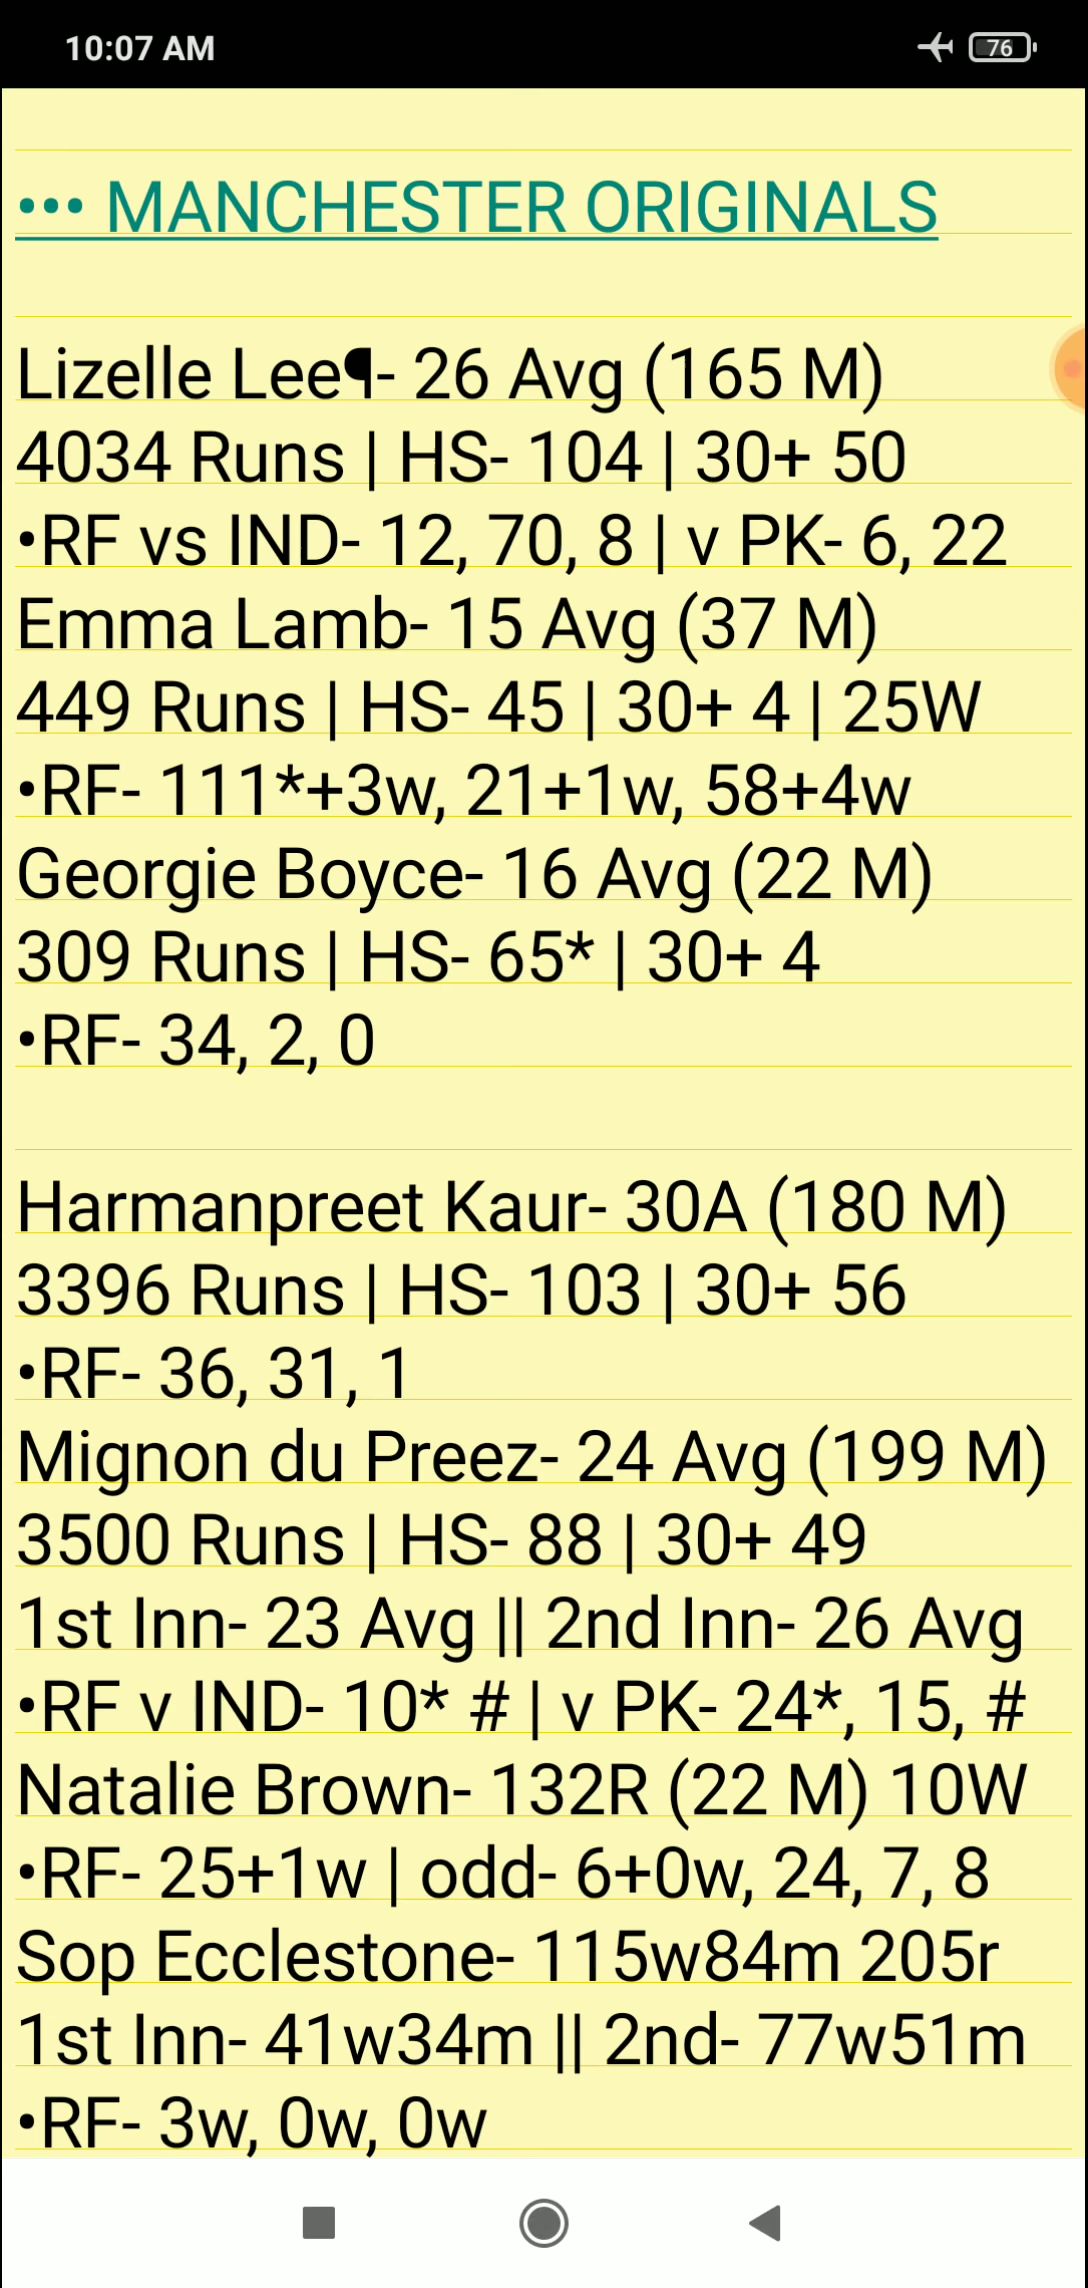 10:07 AM
76
••• MANCHESTER ORIGINALS
Lizelle Lee¶- 26 Avg (165 M)
4034 Runs | HS- 104 | 30+ 50
•RF vs IND- 12, 70, 8 | v PK- 6, 22
Emma Lamb- 15 Avg (37 M)
449 Runs | HS- 45 | 30+ 4 | 25W
•RF- 111*+3w, 21+1w, 58+4w
Georgie Boyce- 16 Avg (22 M)
309 Runs | HS- 65* | 30+ 4
•RF- 34, 2, 0
Harmanpreet Kaur- 30A (180 M)
3396 Runs | HS- 103 | 30+ 56
•RF- 36, 31, 1
Mignon du Preez- 24 Avg (199 M)
3500 Runs | HS- 88 | 30+ 49
1st Inn- 23 Avg || 2nd Inn- 26 Avg
•RF v IND- 10* # | v PK- 24*, 15, #
Natalie Brown- 132R (22 M) 10W
•RF- 25+1w | odd- 6+0w, 24, 7, 8
Sop Ecclestone- 115w84m 205r
1st Inn- 41w34m || 2nd- 77w51m
•RF- 3w, 0w, 0w